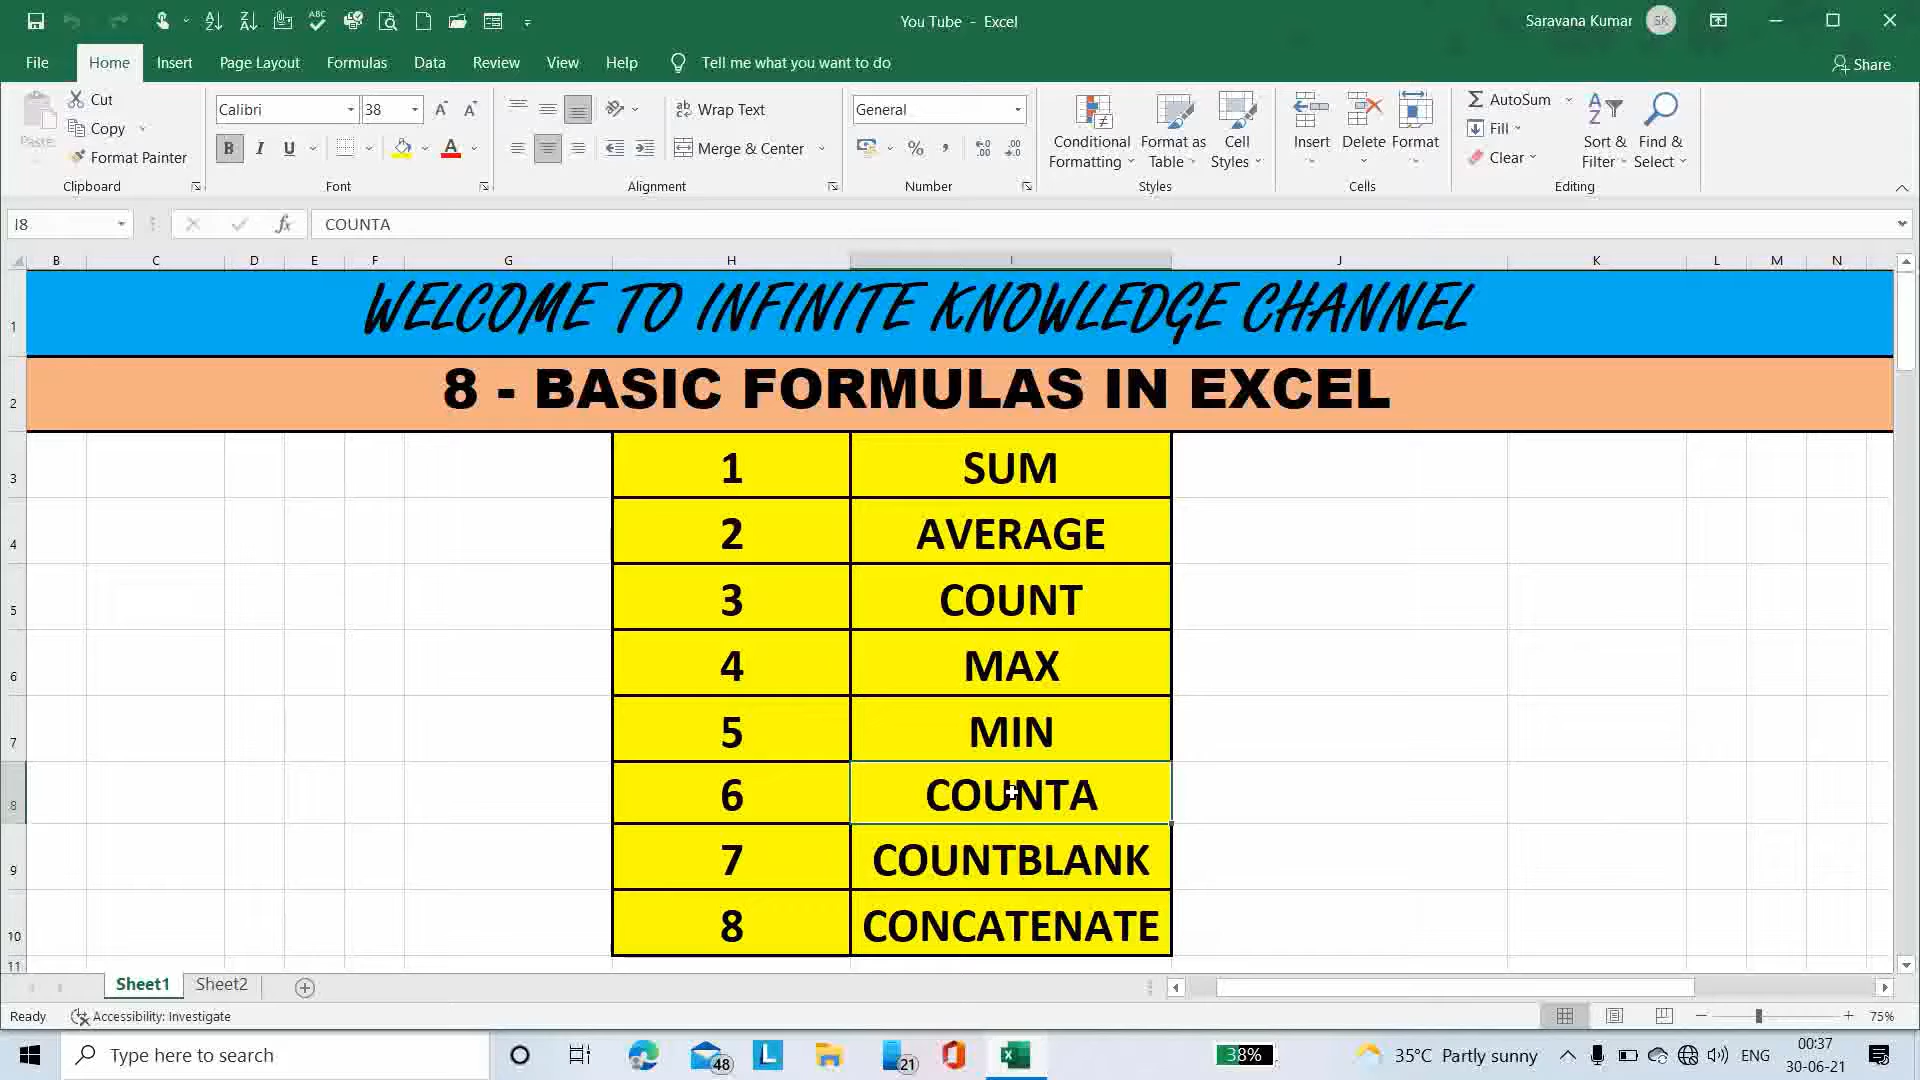 You Tube - Excel
Saravana Kumar SK
File Home Insert Page Layout Formulas Data Review View Help Tell me what you want to do Share
Paste Cut Copy Format Painter Clipboard
Calibri 38 A A B I U A Font
Wrap Text Merge & Center Alignment
General % , Number
Conditional Formatting Format as Table Cell Styles Styles
Insert Delete Format Cells
AutoSum Fill Clear Sort & Filter Find & Select Editing
I8 fx COUNTA
B C D E F G H I J K L M N
1 WELCOME TO INFINITE KNOWLEDGE CHANNEL
2 8 - BASIC FORMULAS IN EXCEL
3 1 SUM
4 2 AVERAGE
5 3 COUNT
6 4 MAX
7 5 MIN
8 6 COUNTA
9 7 COUNTBLANK
10 8 CONCATENATE
11
Sheet1 Sheet2
Ready Accessibility: Investigate 75%
Type here to search 48 L 21 38% 35°C Partly sunny ENG 00:37
30-06-21